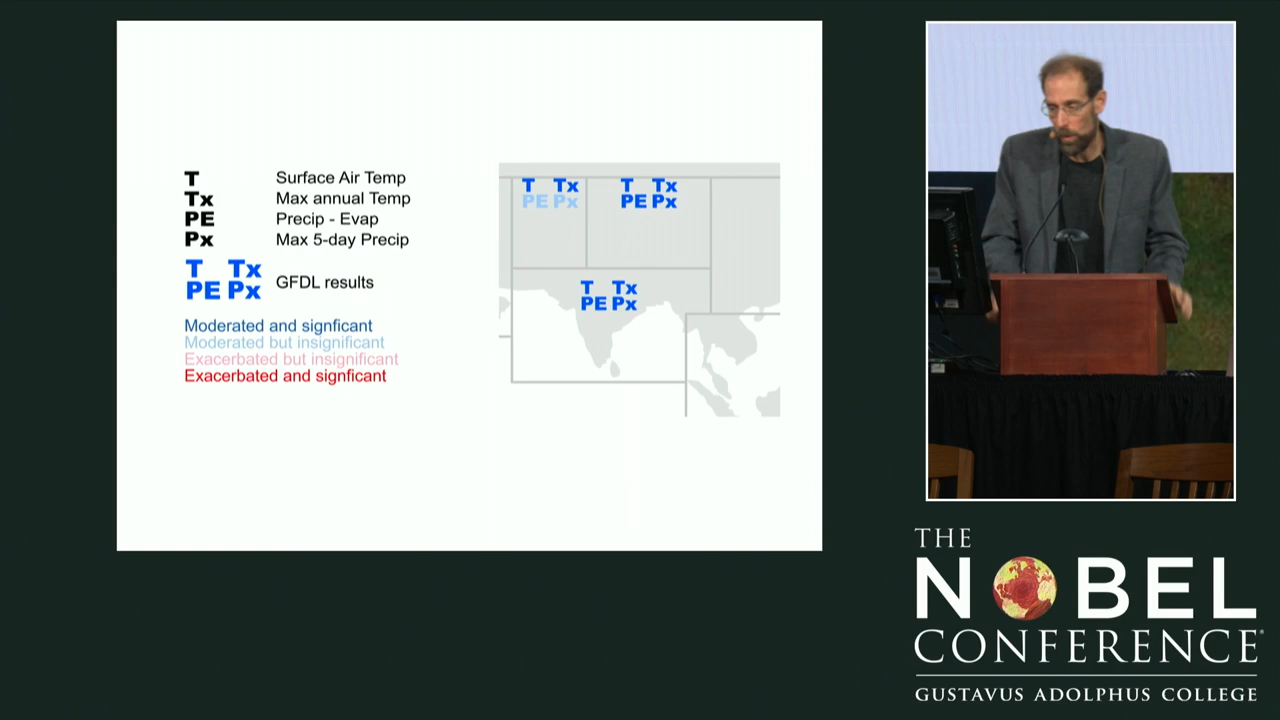 T Surface Air Temp
Tx Max annual Temp
PE Precip - Evap
Px Max 5-day Precip
T Tx
PE Px
GFDL results
Moderated and signficant
Moderated but insignificant
Exacerbated but insignificant
Exacerbated and signficant
T Tx
PE Px
T Tx
PE Px
T Tx
PE Px
THE
NOBEL
CONFERENCE®
GUSTAVUS ADOLPHUS COLLEGE